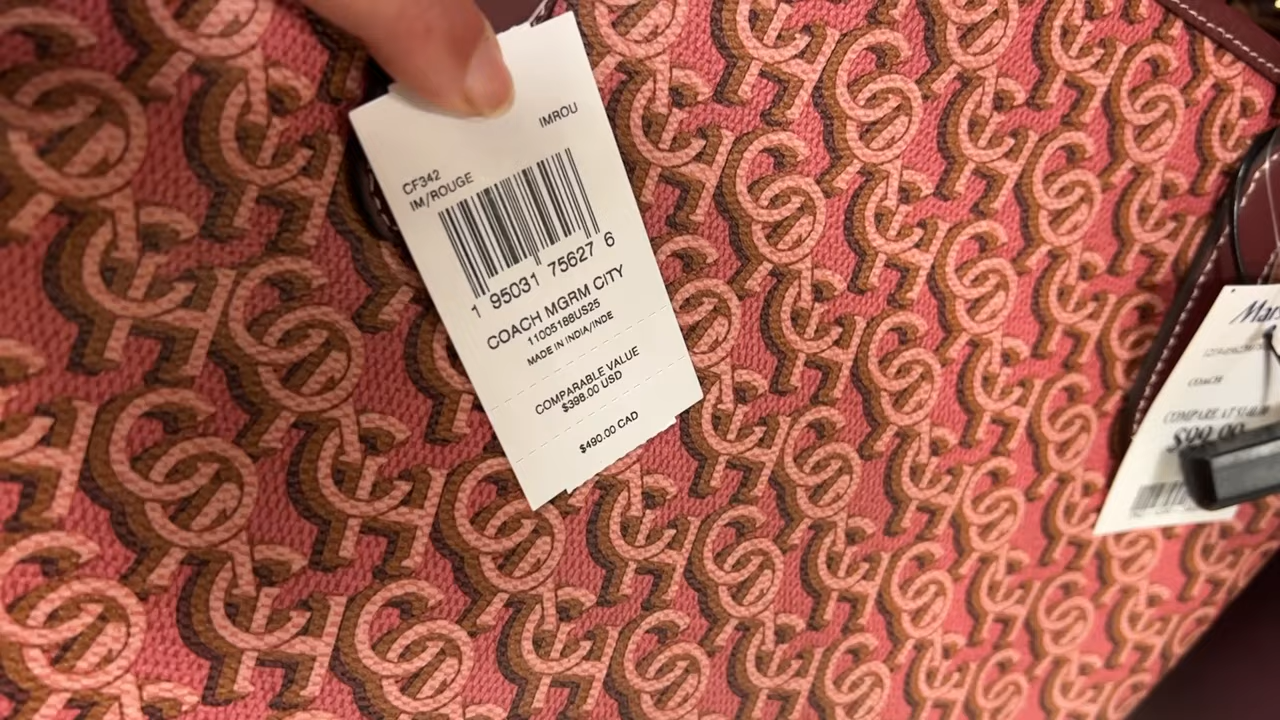 IMROU
CF342
IM/ROUGE
1 95031 75627 6
COACH MGRM CITY
11005188US25
MADE IN INDIA/INDE
COMPARABLE VALUE
$398.00 USD
$490.00 CAD
COACH
COMPARE AT